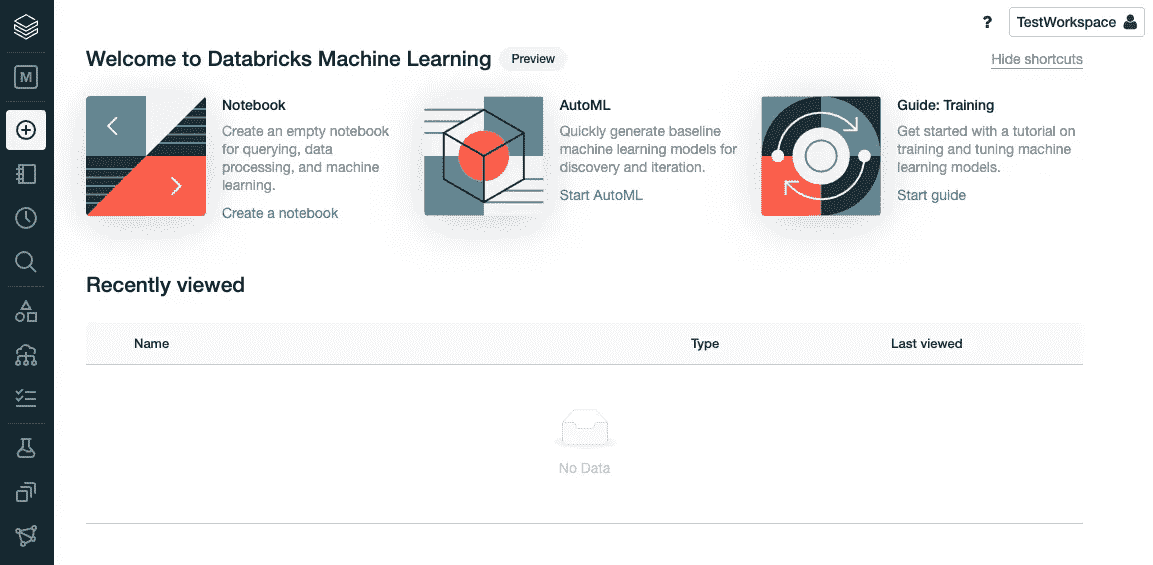 ? TestWorkspace
Welcome to Databricks Machine Learning Preview
Hide shortcuts
M
Notebook
Create an empty notebook
for querying, data
processing, and machine
learning.
Create a notebook
AutoML
Quickly generate baseline
machine learning models for
discovery and iteration.
Start AutoML
Guide: Training
Get started with a tutorial on
training and tuning machine
learning models.
Start guide
Recently viewed
Name Type Last viewed
No Data